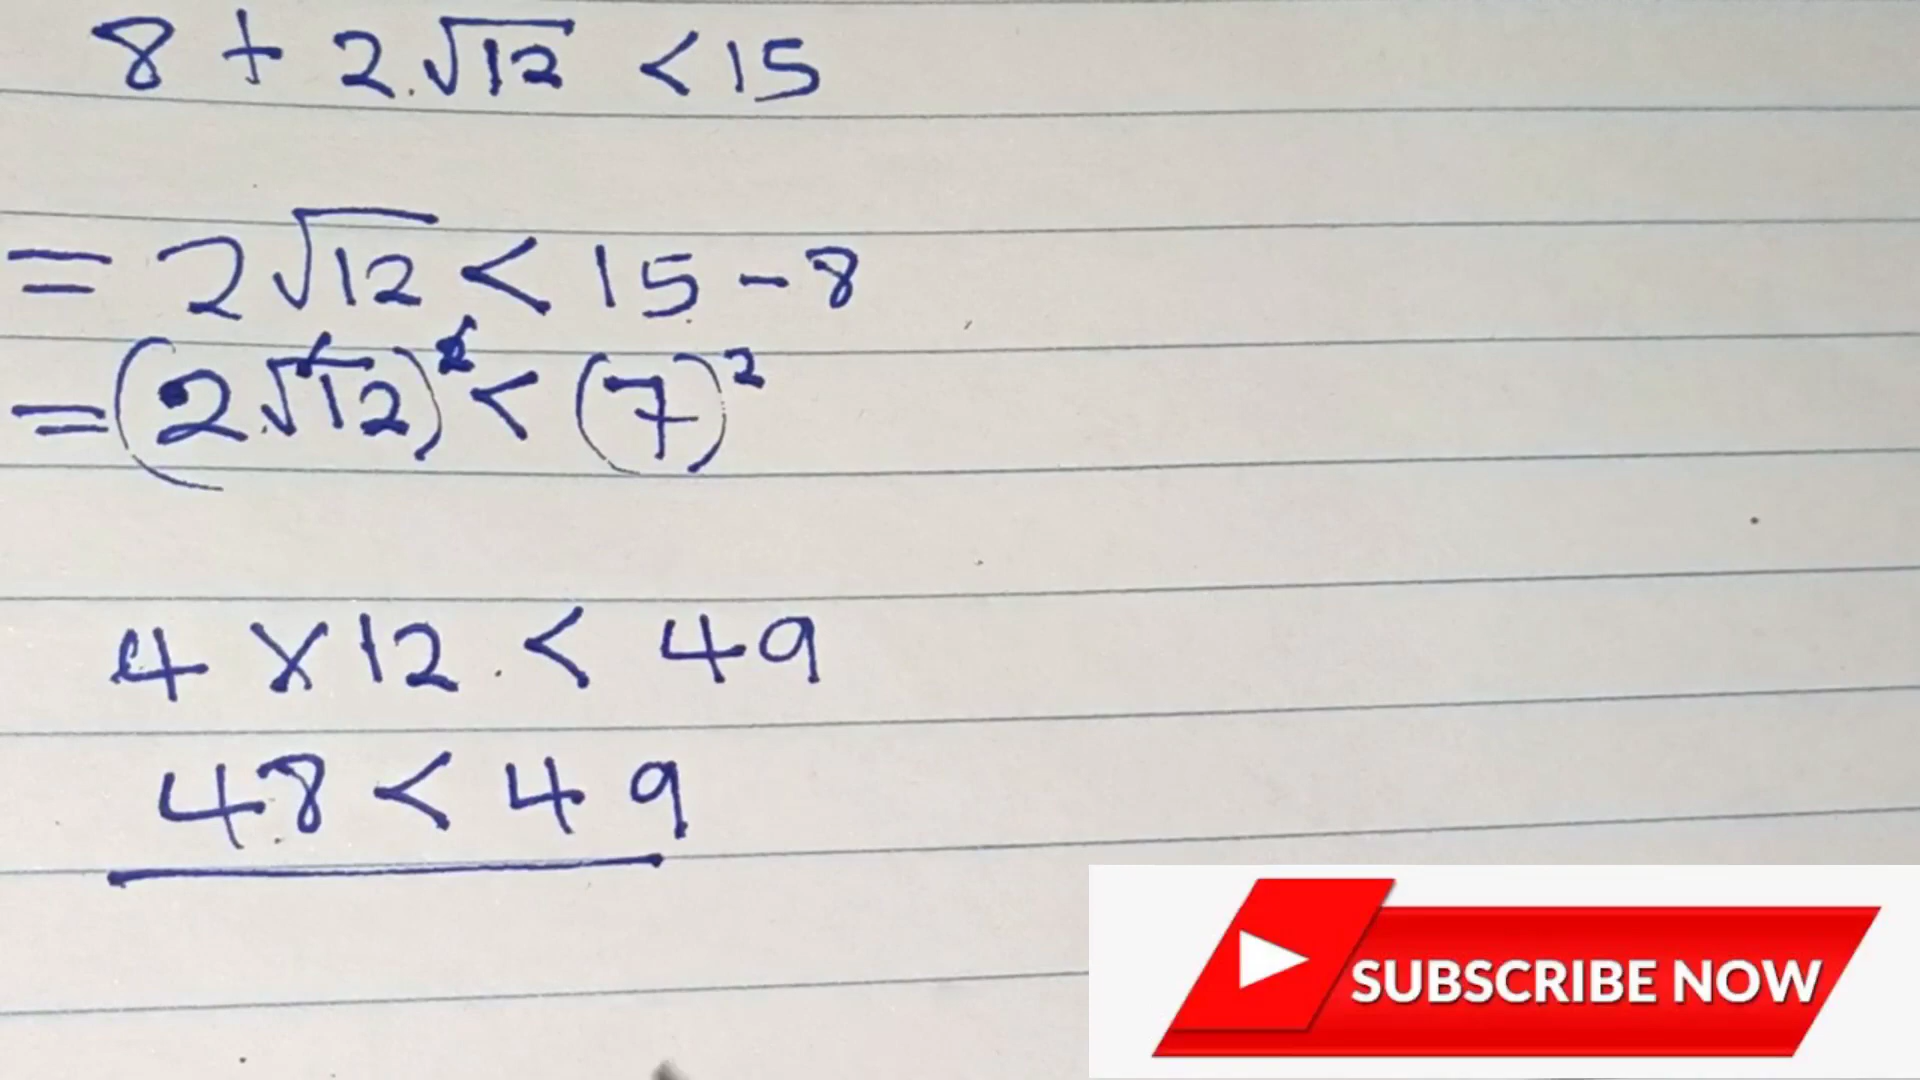 8 + 2√12 < 15
= 2√12 < 15 - 8
= (2√12)² < (7)²
4 × 12 < 49
48 < 49
SUBSCRIBE NOW